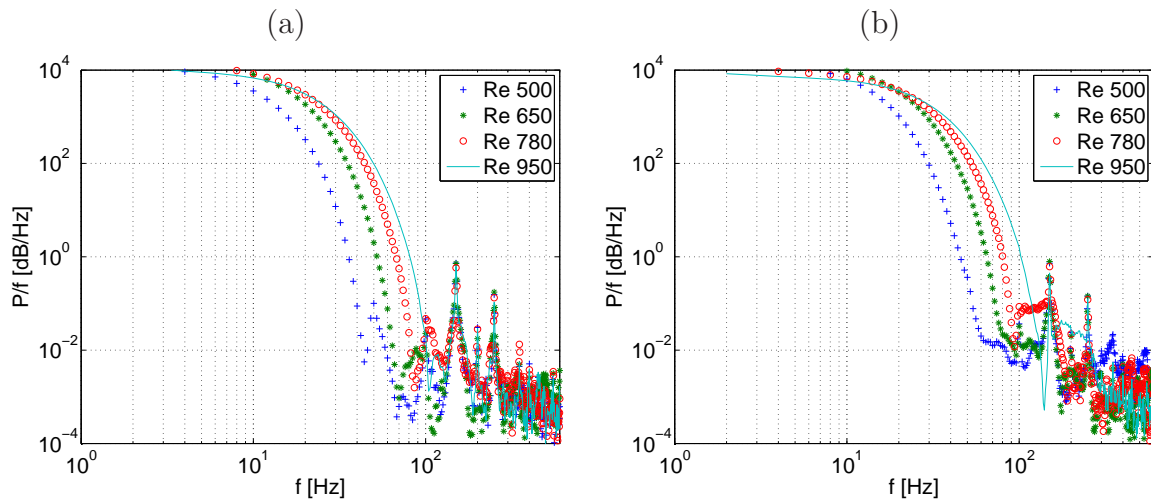 (a)
10^4
10^2
10^0
10^-2
10^-4
P/f [dB/Hz]
Re 500
Re 650
Re 780
Re 950
10^0
10^1
10^2
f [Hz]
(b)
10^4
10^2
10^0
10^-2
10^-4
P/f [dB/Hz]
Re 500
Re 650
Re 780
Re 950
10^0
10^1
10^2
f [Hz]